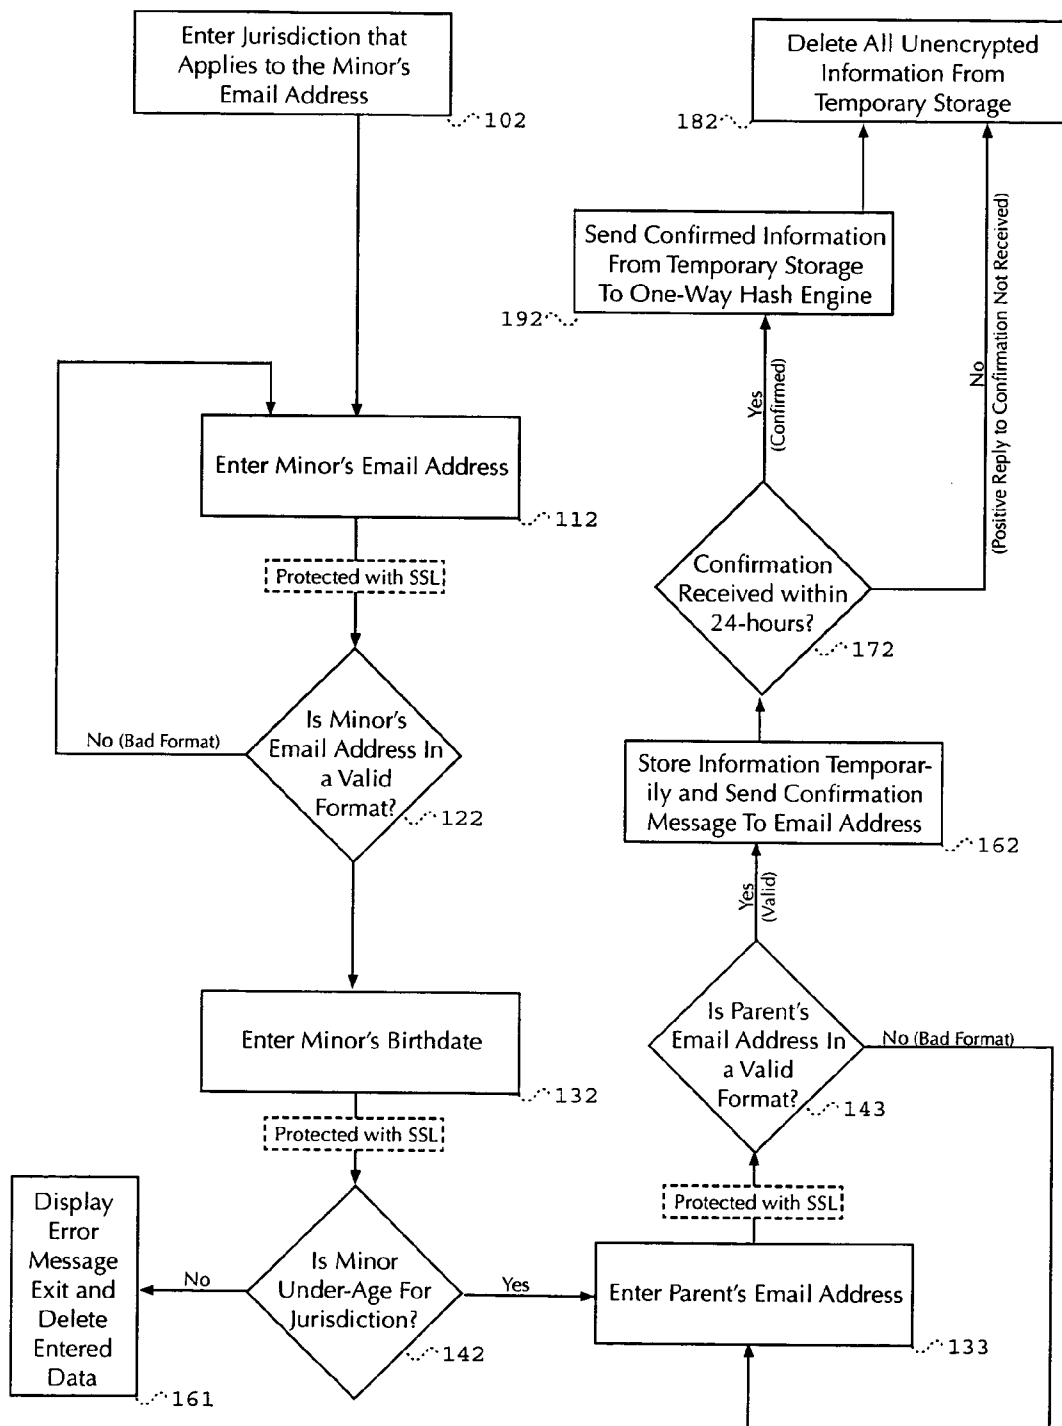 Enter Jurisdiction that
Applies to the Minor's
Email Address
102
Enter Minor's Email Address
112
Protected with SSL
Is Minor's
Email Address In
a Valid
Format?
122
No (Bad Format)
Enter Minor's Birthdate
132
Protected with SSL
Is Minor
Under-Age For
Jurisdiction?
142
No
Display
Error
Message
Exit and
Delete
Entered
Data
161
Yes
Enter Parent's Email Address
133
Protected with SSL
Is Parent's
Email Address In
a Valid
Format?
143
No (Bad Format)
Yes
(Valid)
Store Information Temporar-
ily and Send Confirmation
Message To Email Address
162
Confirmation
Received within
24-hours?
172
Yes
(Confirmed)
Send Confirmed Information
From Temporary Storage
To One-Way Hash Engine
192
No
(Positive Reply to Confirmation Not Received)
Delete All Unencrypted
Information From
Temporary Storage
182